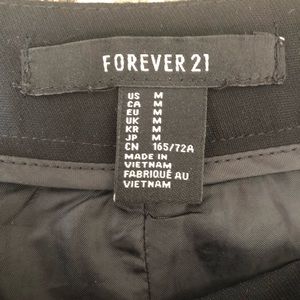 FOREVER 21
US M
CA M
EU M
UK M
KR M
JP M
CN 165/72A
MADE IN
VIETNAM
FABRIQUÉ AU
VIETNAM